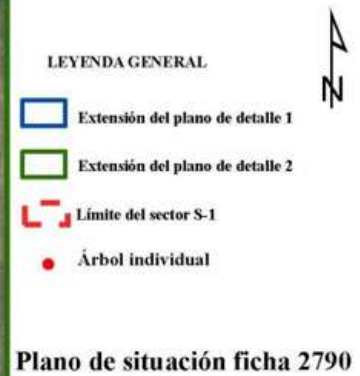 N
LEYENDA GENERAL
Extensión del plano de detalle 1
Extensión del plano de detalle 2
Límite del sector S-1
Árbol individual
Plano de situación ficha 2790